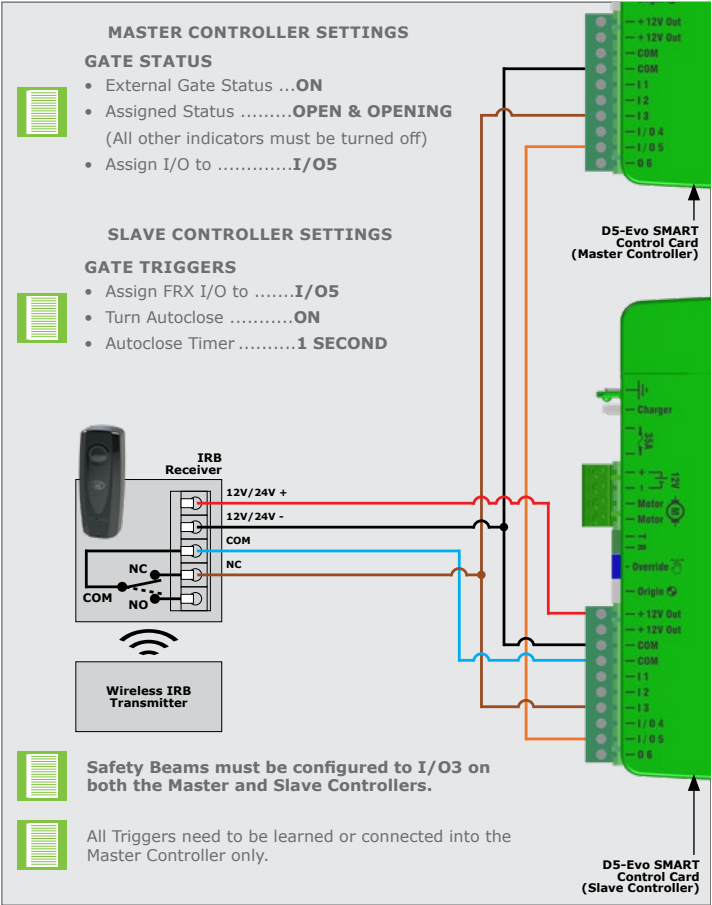 MASTER CONTROLLER SETTINGS
GATE STATUS
• External Gate Status ...ON
• Assigned Status .........OPEN & OPENING
(All other indicators must be turned off)
• Assign I/O to .............I/O5
+ 12V Out
+ 12V Out
COM
COM
I 1
I 2
I 3
I / O 4
I / O 5
O 6
D5-Evo SMART
Control Card
(Master Controller)
SLAVE CONTROLLER SETTINGS
GATE TRIGGERS
• Assign FRX I/O to .......I/O5
• Turn Autoclose ...........ON
• Autoclose Timer..........1 SECOND
Charger
35A
+
–
12V
Motor
Motor
M
T
R
Override
Origin
+ 12V Out
+ 12V Out
COM
COM
I 1
I 2
I 3
I / O 4
I / O 5
O 6
IRB
Receiver
12V/24V +
12V/24V -
COM
NC
NC
COM
NO
Wireless IRB
Transmitter
Safety Beams must be configured to I/O3 on
both the Master and Slave Controllers.
All Triggers need to be learned or connected into the
Master Controller only.
D5-Evo SMART
Control Card
(Slave Controller)